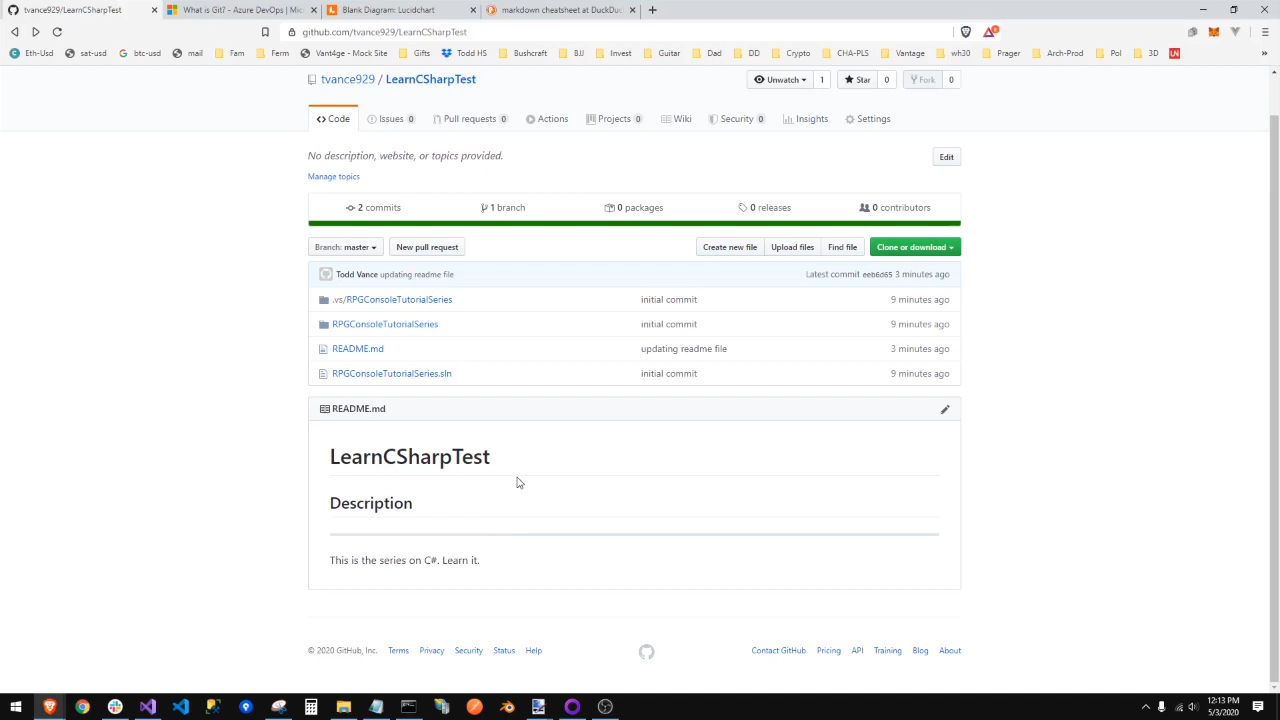 tvance929/LearnCSharpTest
What is Git? - Azure DevOps | Mic
Blank Diagram: Lucidchart
markdown cheatsheet at DuckDuc
github.com/tvance929/LearnCSharpTest
Eth-Usd sat-usd btc-usd mail Fam Ferm Vant4ge - Mock Site Gifts Todd HS Bushcraft BJJ Invest Guitar Dad DD Crypto CHA-PLS Vantage wh30 Prager Arch-Prod Pol 3D UN »
tvance929 / LearnCSharpTest
Unwatch 1 Star 0 Fork 0
Code Issues 0 Pull requests 0 Actions Projects 0 Wiki Security 0 Insights Settings
No description, website, or topics provided.
Edit
Manage topics
2 commits 1 branch 0 packages 0 releases 0 contributors
Branch: master New pull request Create new file Upload files Find file Clone or download
Todd Vance updating readme file Latest commit eeb6d65 3 minutes ago
.vs/RPGConsoleTutorialSeries initial commit 9 minutes ago
RPGConsoleTutorialSeries initial commit 9 minutes ago
README.md updating readme file 3 minutes ago
RPGConsoleTutorialSeries.sln initial commit 9 minutes ago
README.md
LearnCSharpTest
Description
This is the series on C#. Learn it.
© 2020 GitHub, Inc. Terms Privacy Security Status Help Contact GitHub Pricing API Training Blog About
12:13 PM
5/3/2020